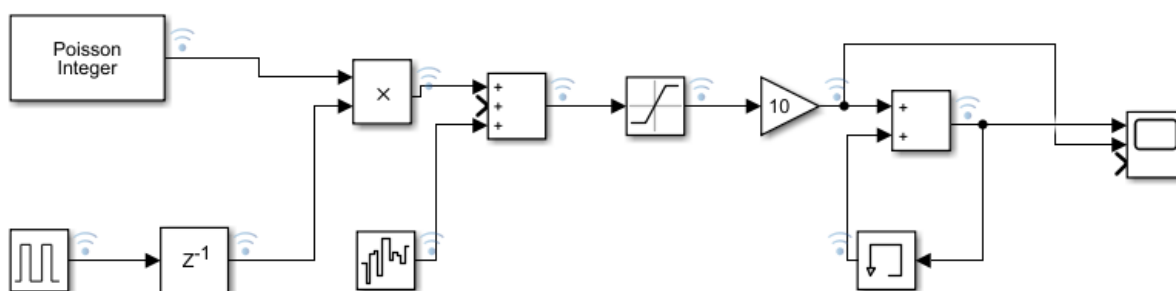 Poisson
Integer
×
+
+
+
10
+
+
Z-1